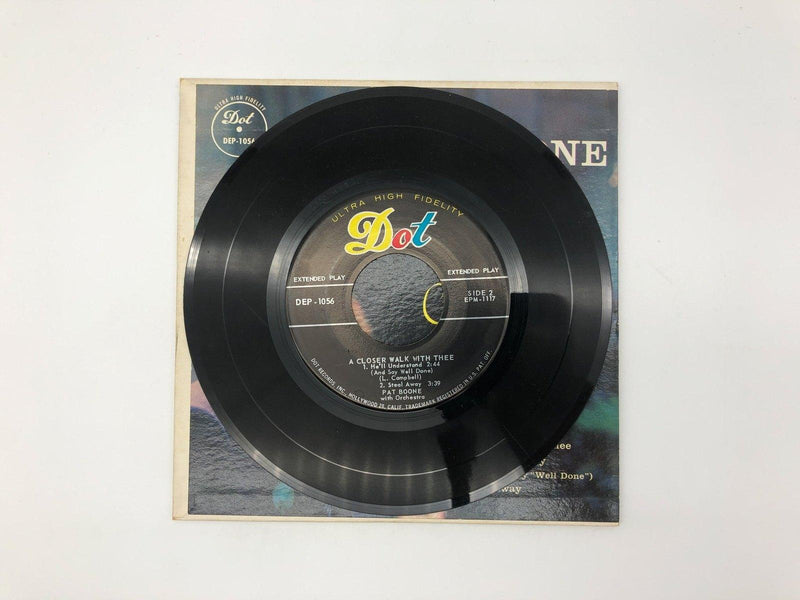 ULTRA HIGH FIDELITY
Dot
DEP-1056
NE
ULTRA HIGH FIDELITY
Dot
EXTENDED PLAY
EXTENDED PLAY
DEP-1056
SIDE 2
EPM-1117
A CLOSER WALK WITH THEE
1. He'll Understand 2:44
(And Say Well Done)
(L. Campbell)
2. Steal Away 3:39
PAT BOONE
with Orchestra
DOT RECORDS, INC., HOLLYWOOD 28, CALIF. TRADEMARK REGISTERED IN U.S. PAT. OFF.
hee
y "Well Done")
way